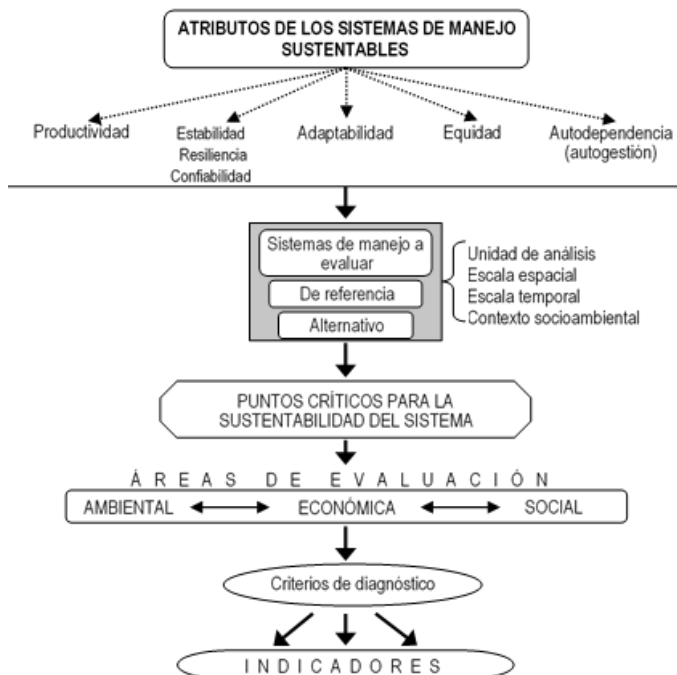 ATRIBUTOS DE LOS SISTEMAS DE MANEJO
SUSTENTABLES
Productividad
Estabilidad
Resiliencia
Confiabilidad
Adaptabilidad
Equidad
Autodependencia
(autogestión)
Sistemas de manejo a
evaluar
De referencia
Alternativo
Unidad de análisis
Escala espacial
Escala temporal
Contexto socioambiental
PUNTOS CRÍTICOS PARA LA
SUSTENTABILIDAD DEL SISTEMA
ÁREAS DE EVALUACIÓN
AMBIENTAL ECONÓMICA SOCIAL
Criterios de diagnóstico
INDICADORES